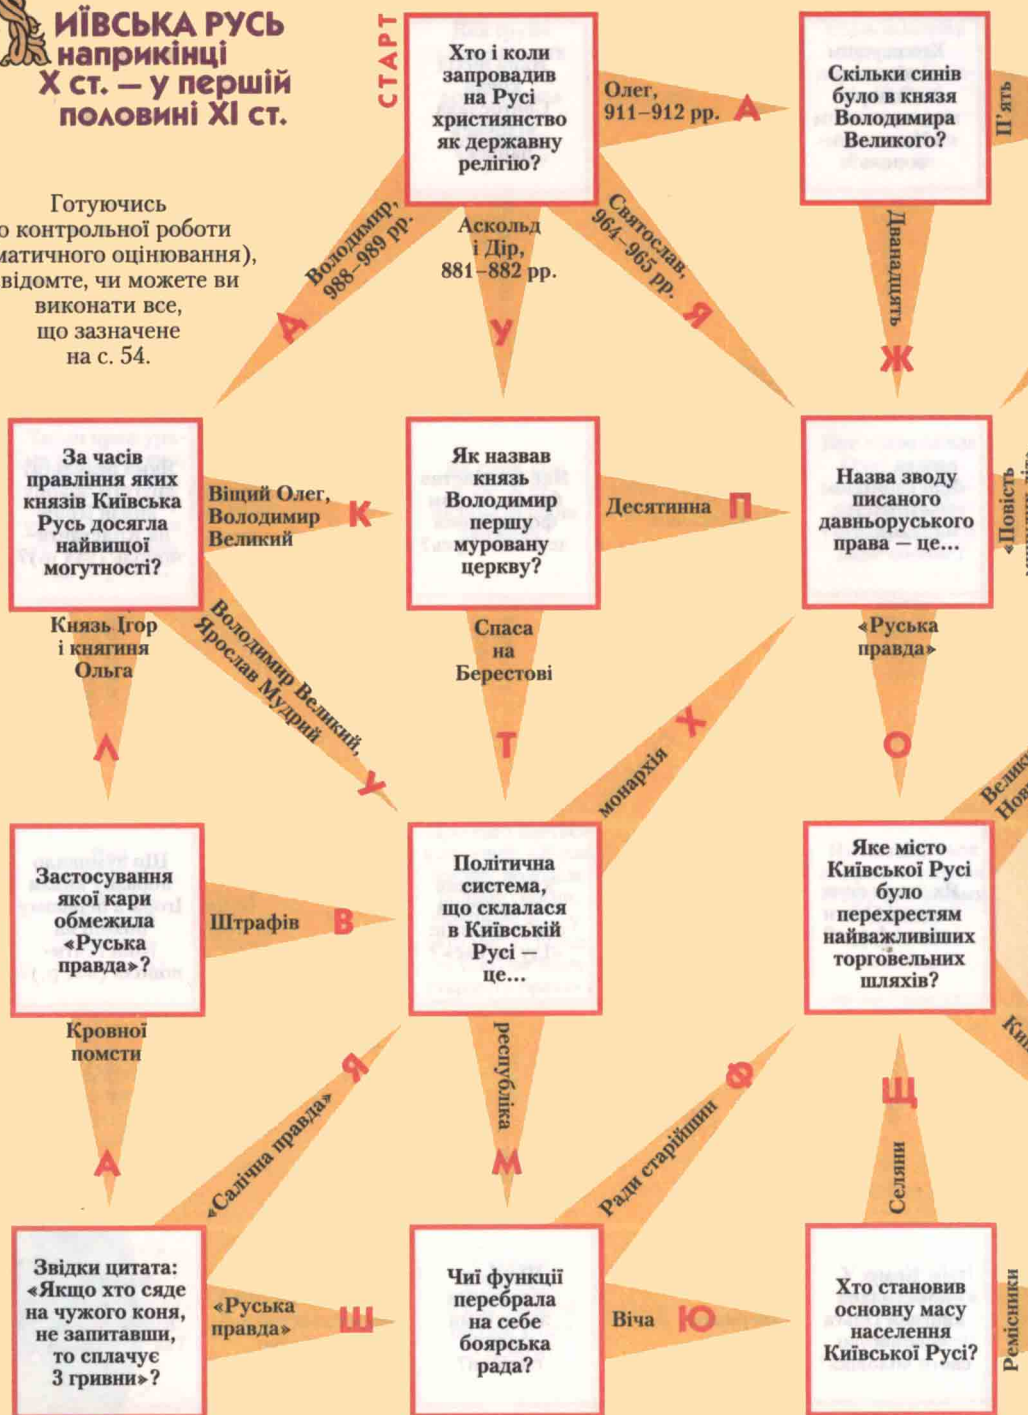 ИЇВСЬКА РУСЬ
наприкінці
Х ст. — у першій
половині ХІ ст.
Готуючись
о контрольної роботи
матичного оцінювання),
відомте, чи можете ви
виконати все,
що зазначене
на с. 54.
СТАРТ
Хто і коли
запровадив
на Русі
християнство
як державну
релігію?
Олег,
911–912 рр.
А
Скільки синів
було в князя
Володимира
Великого?
П'ять
Володимир,
988–989 рр.
Д
Аскольд
і Дір,
881–882 рр.
У
Святослав,
964–965 рр.
Я
Дванадцять
Ж
За часів
правління яких
князів Київська
Русь досягла
найвищої
могутності?
Віщий Олег,
Володимир
Великий
К
Як назвав
князь
Володимир
першу
муровану
церкву?
Десятинна
П
Назва зводу
писаного
давньоруського
права — це...
«Повість
Князь Ігор
і княгиня
Ольга
Л
Володимир Великий,
Ярослав Мудрий
У
Спаса
на
Берестові
Т
монархія
Х
«Руська
правда»
О
Застосування
якої кари
обмежила
«Руська
правда»?
Штрафів
В
Політична
система,
що склалася
в Київській
Русі —
це...
Яке місто
Київської Русі
було
перехрестям
найважливіших
торговельних
шляхів?
Кровної
помсти
А
«Салічна правда»
Я
республіка
М
Ради старійшин
Ф
Селяни
Щ
Звідки цитата:
«Якщо хто сяде
на чужого коня,
не запитавши,
то сплачує
3 гривни»?
«Руська
правда»
Ш
Чиї функції
перебрала
на себе
боярська
рада?
Віча
Ю
Хто становив
основну масу
населення
Київської Русі?
Ремісники